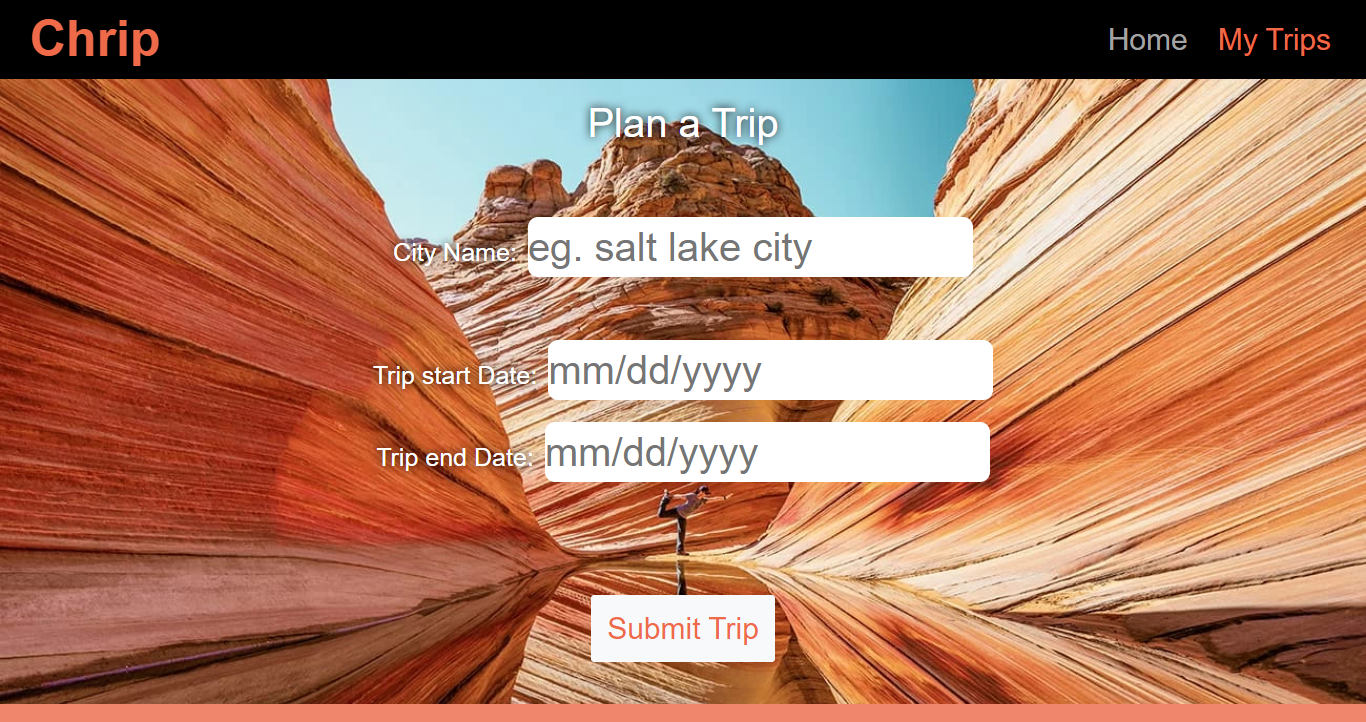 Chrip
Home My Trips
Plan a Trip
City Name: eg. salt lake city
Trip start Date: mm/dd/yyyy
Trip end Date: mm/dd/yyyy
Submit Trip